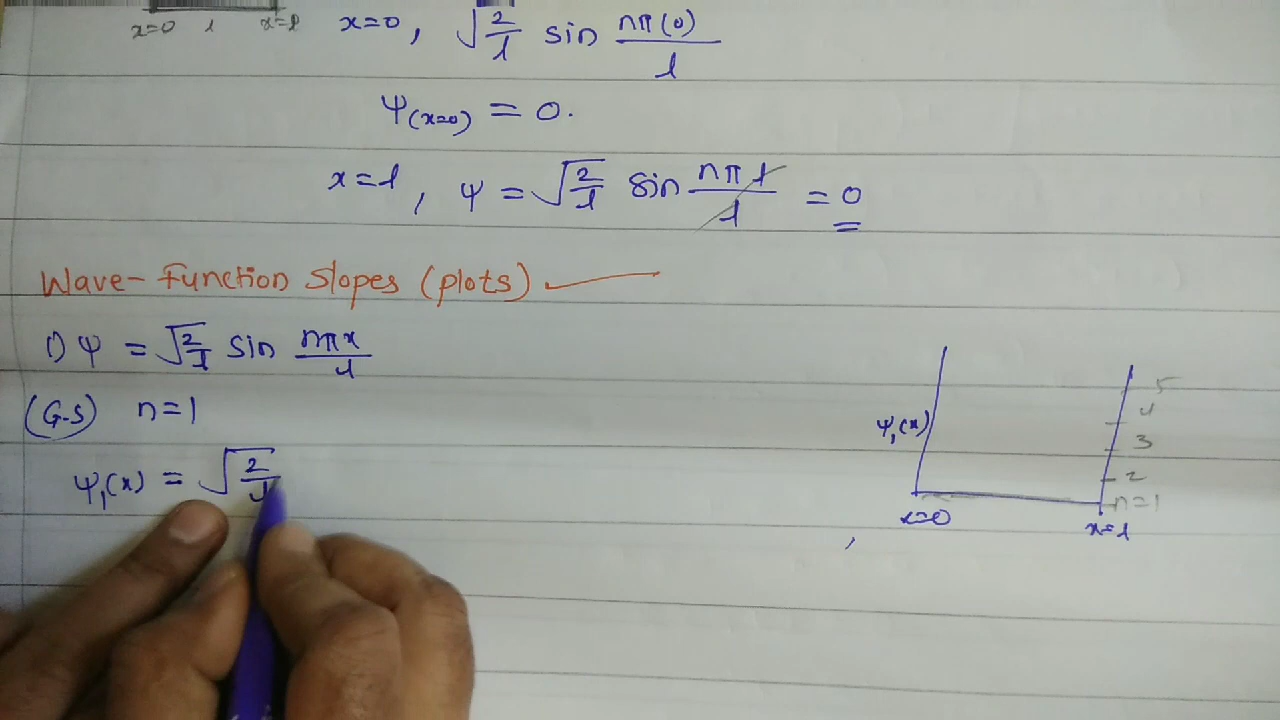 x=0 l x=l x=0, √2/l sin nπ(0)/l
Ψ(x=0) = 0.
x=l, Ψ = √2/l sin nπl/l = 0
Wave-Function Slopes (plots)
1) Ψ = √2/l sin nπx/l
(G.S) n=1
Ψ₁(x) = √2/l
5
4
Ψ₁(x)
3
2
n=1
x=0 x=l